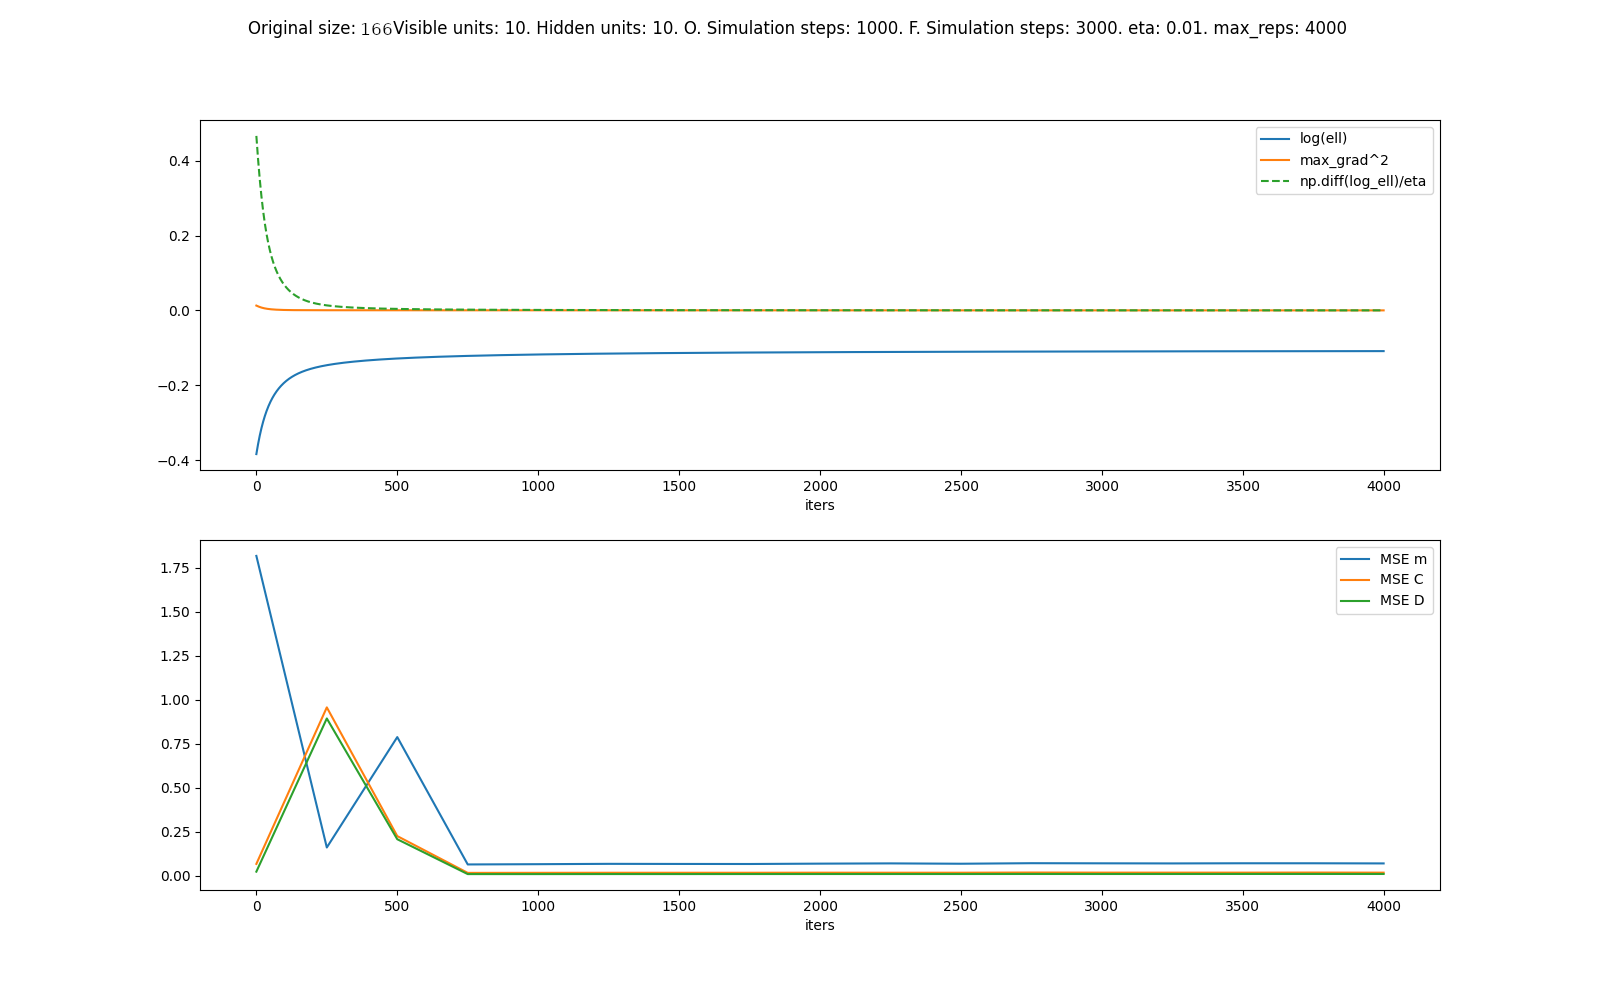 Original size: 166Visible units: 10. Hidden units: 10. O. Simulation steps: 1000. F. Simulation steps: 3000. eta: 0.01. max_reps: 4000
log(ell)
max_grad^2
np.diff(log_ell)/eta
0.4
0.2
0.0
−0.2
−0.4
0 500 1000 1500 2000 2500 3000 3500 4000
iters
MSE m
MSE C
MSE D
1.75
1.50
1.25
1.00
0.75
0.50
0.25
0.00
0 500 1000 1500 2000 2500 3000 3500 4000
iters